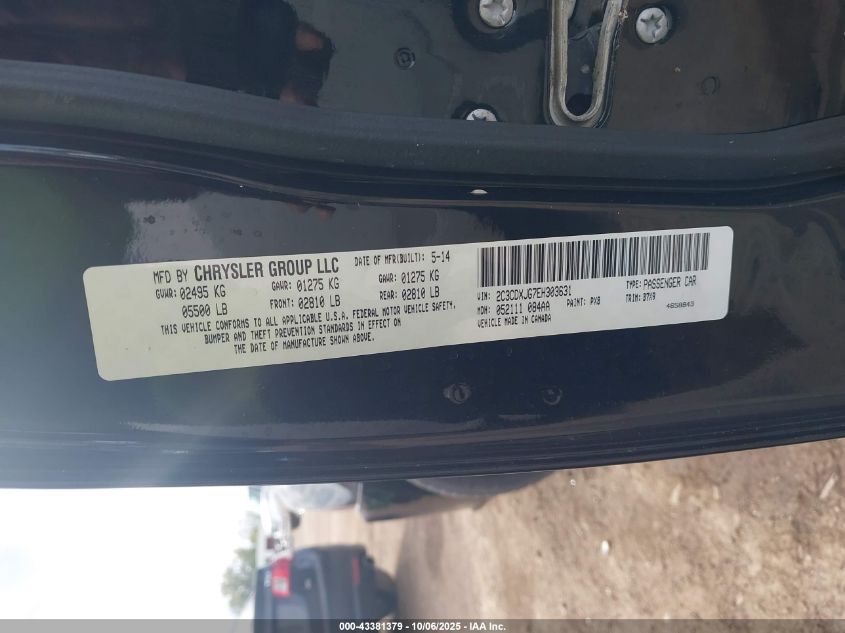 MFD BY CHRYSLER GROUP LLC DATE OF MFR(BUILT): 5-14
GVWR: 02495 KG GAWR: 01275 KG GAWR: 01275 KG
05500 LB FRONT: 02810 LB REAR: 02810 LB
THIS VEHICLE CONFORMS TO ALL APPLICABLE U.S.A. FEDERAL MOTOR VEHICLE SAFETY,
BUMPER AND THEFT PREVENTION STANDARDS IN EFFECT ON
THE DATE OF MANUFACTURE SHOWN ABOVE.
VIN: 2C3CDXJG7EH303631 TYPE: PASSENGER CAR
MDH: 052111 084AA PAINT: PX8 TRIM: B7X9
VEHICLE MADE IN CANADA 4658843
000-43381379 - 10/06/2025 - IAA Inc.